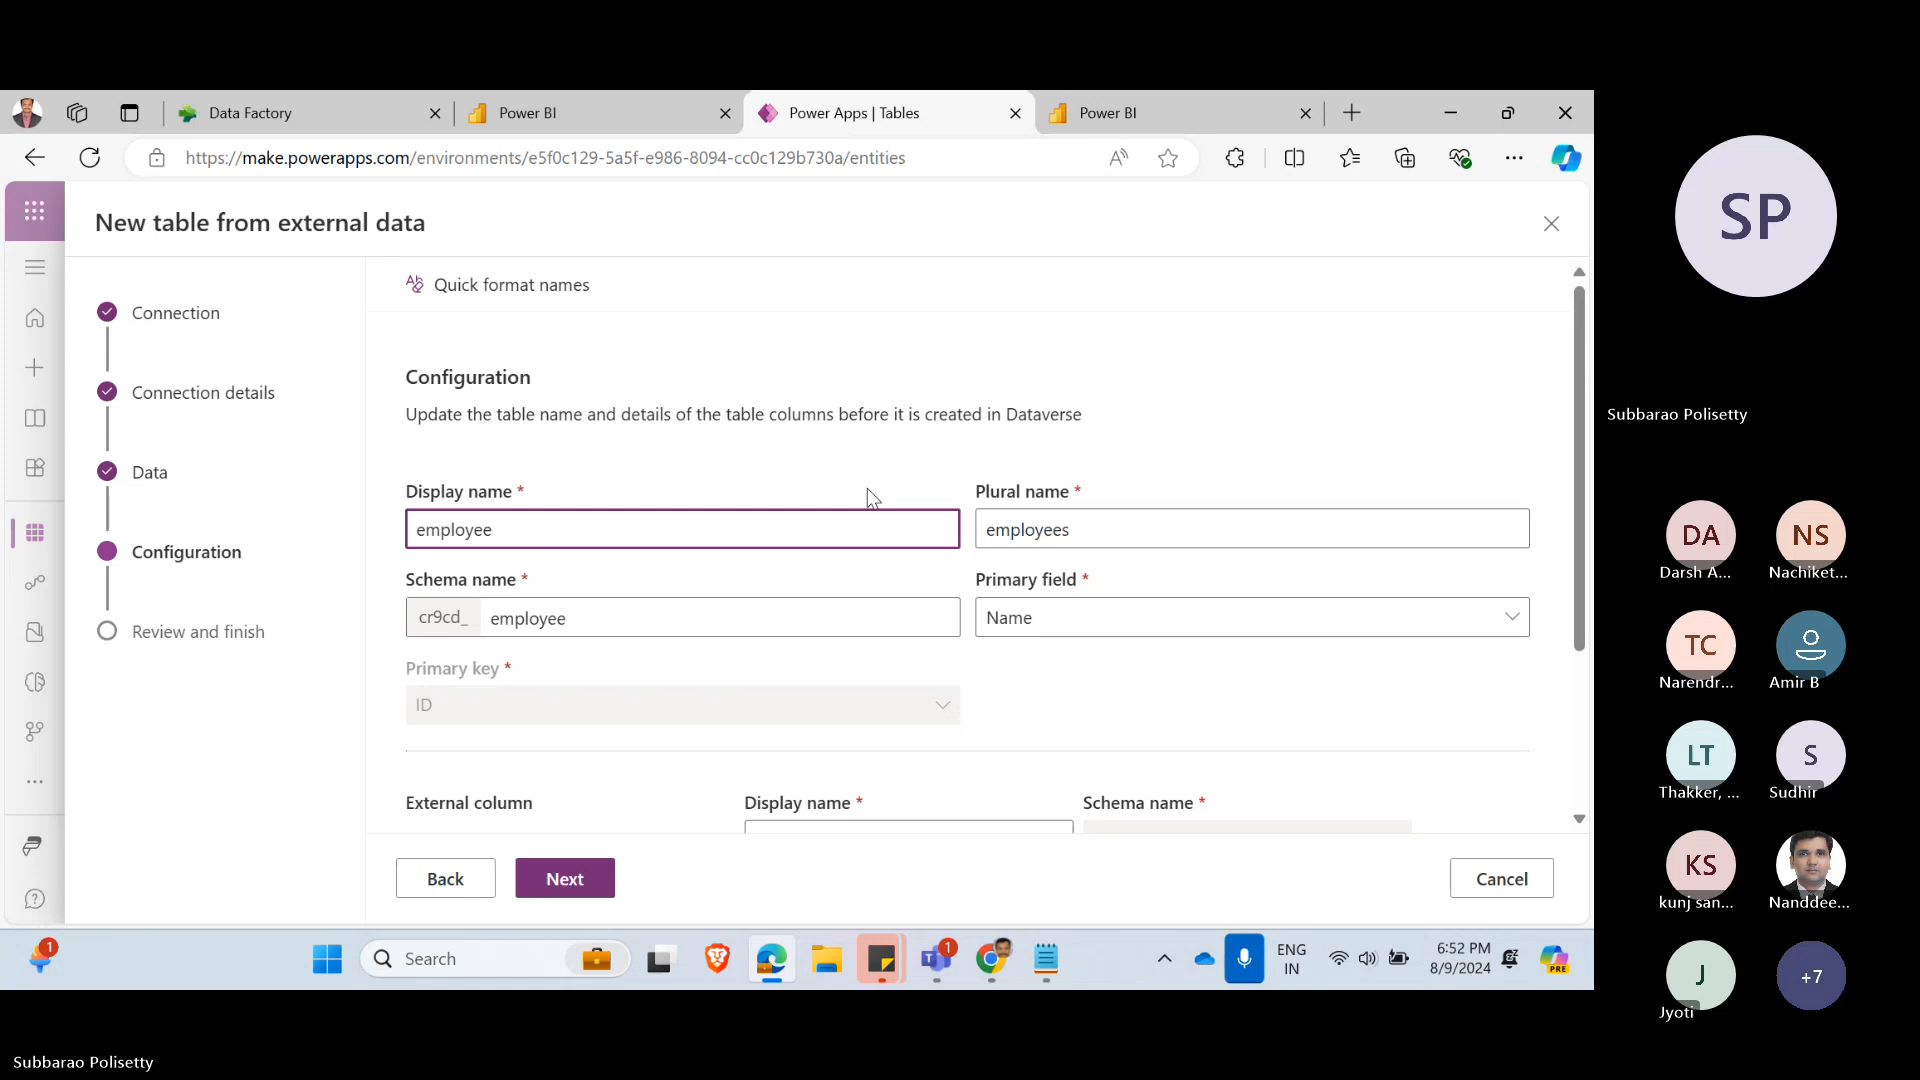 Data Factory
Power BI
Power Apps | Tables
Power BI
https://make.powerapps.com/environments/e5f0c129-5a5f-e986-8094-cc0c129b730a/entities
New table from external data
Connection
Connection details
Data
Configuration
Review and finish
Quick format names
Configuration
Update the table name and details of the table columns before it is created in Dataverse
Display name *
Plural name *
employee
employees
Schema name *
Primary field *
cr9cd_ employee
Name
Primary key *
ID
External column
Display name *
Schema name *
Back
Next
Cancel
1
Search
1
ENG
IN
6:52 PM
8/9/2024
PRE
SP
Subbarao Polisetty
DA
NS
Darsh A...
Nachiket...
TC
Narendr...
Amir B
LT
S
Thakker, ...
Sudhir
KS
kunj san...
Nanddee...
J
+7
Jyoti
Subbarao Polisetty